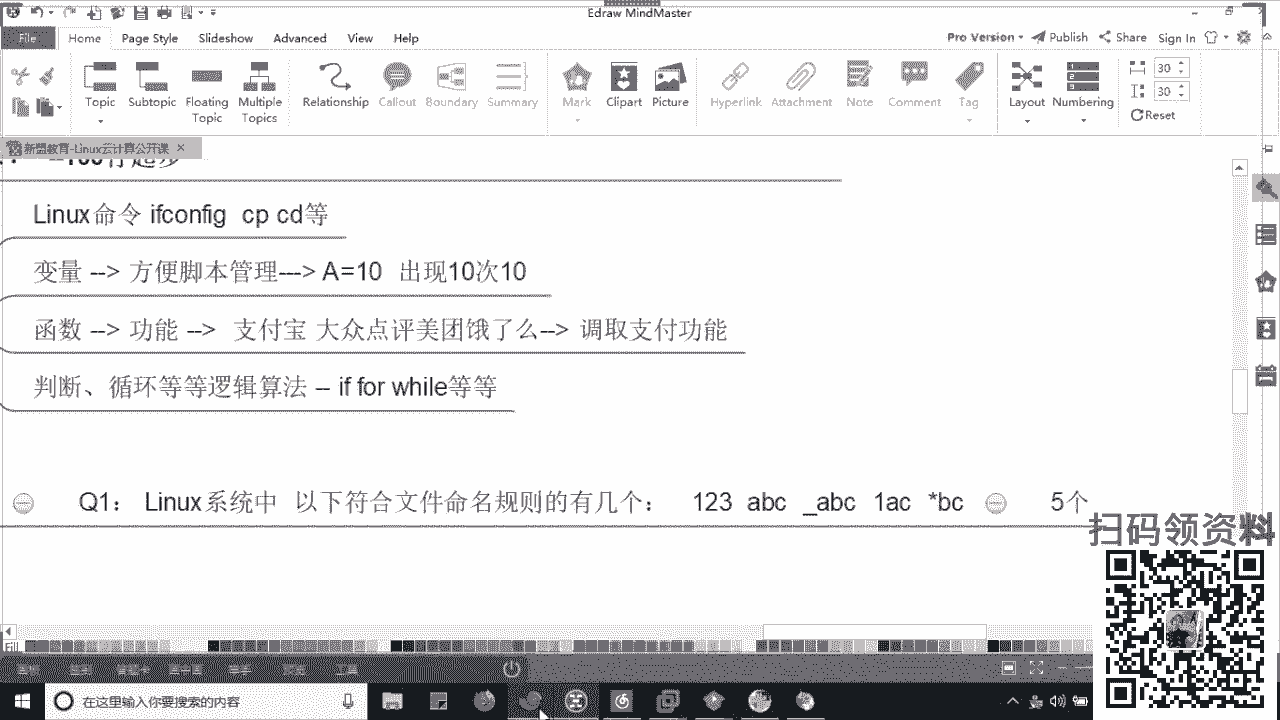 Edraw MindMaster
File Home Page Style Slideshow Advanced View Help Pro Version Publish Share Sign In
Topic Subtopic Floating Topic Multiple Topics Relationship Callout Boundary Summary Mark Clipart Picture Hyperlink Attachment Note Comment Tag Layout Numbering 30 30 Reset
新盟教育-Linux云计算公开课
Linux命令 ifconfig cp cd等
变量 --> 方便脚本管理---> A=10 出现10次10
函数 --> 功能 --> 支付宝 大众点评美团饿了么--> 调取支付功能
判断、循环等等逻辑算法 -- if for while等等
Q1： Linux系统中 以下符合文件命名规则的有几个： 123 abc _abc 1ac *bc 5个
扫码领资料
Fill
在这里输入你要搜索的内容